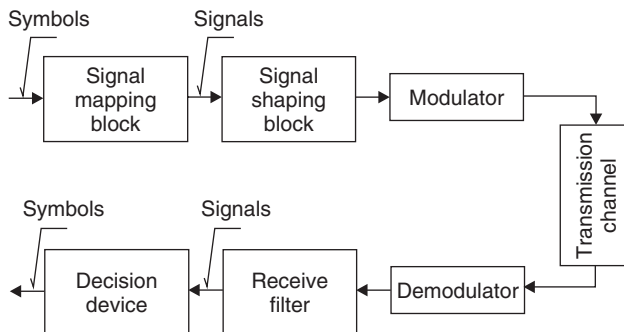 Symbols
Signals
Signal
mapping
block
Signal
shaping
block
Modulator
Transmission
channel
Symbols
Signals
Decision
device
Receive
filter
Demodulator